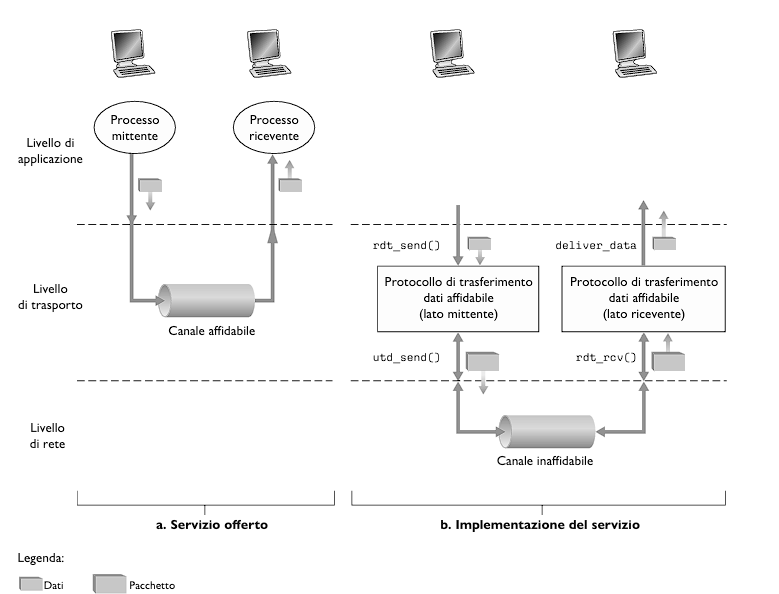 Processo
mittente
Processo
ricevente
Livello di
applicazione
rdt_send()
deliver_data
Livello
di trasporto
Canale affidabile
Protocollo di trasferimento
dati affidabile
(lato mittente)
Protocollo di trasferimento
dati affidabile
(lato ricevente)
utd_send()
rdt_rcv()
Livello
di rete
Canale inaffidabile
a. Servizio offerto
b. Implementazione del servizio
Legenda:
Dati
Pacchetto